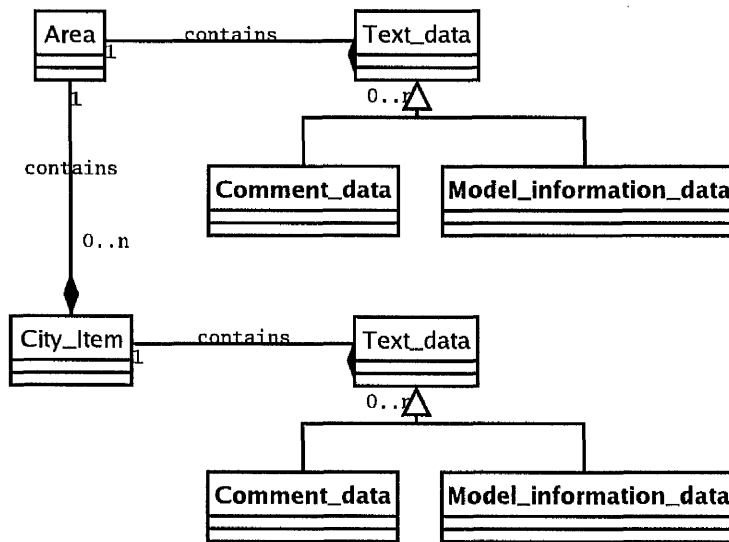 Area
contains
Text_data
1
1
0..n
contains
Comment_data
Model_information_data
0..n
City_Item
contains
Text_data
1
0..n
Comment_data
Model_information_data